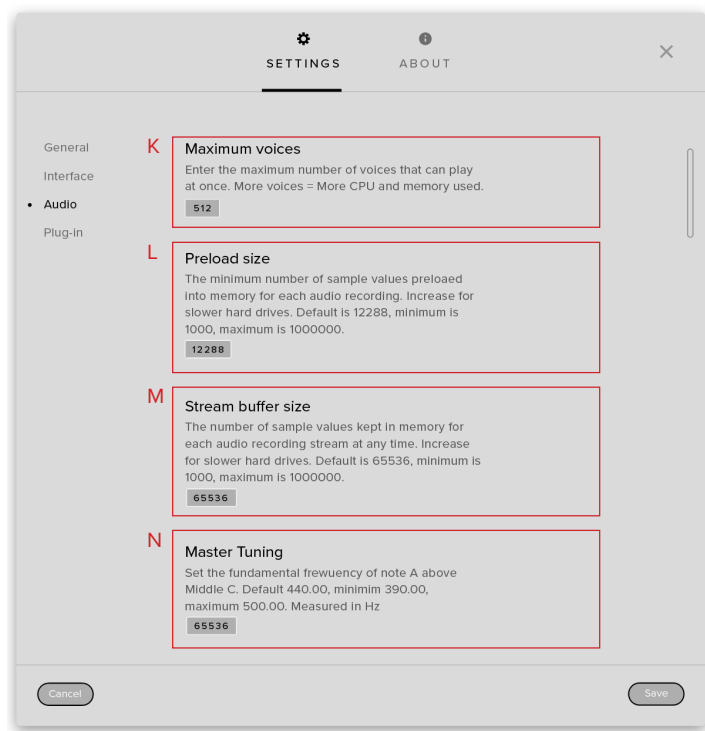 SETTINGS
ABOUT
General
Interface
Audio
Plug-in
K
Maximum voices
Enter the maximum number of voices that can play
at once. More voices = More CPU and memory used.
512
L
Preload size
The minimum number of sample values preloaed
into memory for each audio recording. Increase for
slower hard drives. Default is 12288, minimum is
1000, maximum is 1000000.
12288
M
Stream buffer size
The number of sample values kept in memory for
each audio recording stream at any time. Increase
for slower hard drives. Default is 65536, minimum is
1000, maximum is 1000000.
65536
N
Master Tuning
Set the fundamental frewuency of note A above
Middle C. Default 440.00, minimim 390.00,
maximum 500.00. Measured in Hz
65536
Cancel
Save